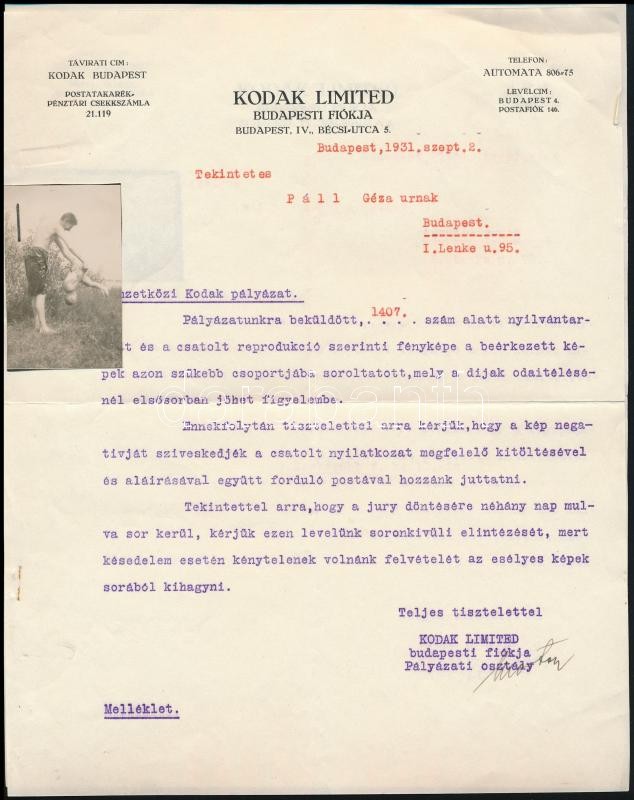 TÁVIRATI CIM:
KODAK BUDAPEST
POSTATAKARÉK-
PÉNZTÁRI CSEKKSZÁMLA
21.119
KODAK LIMITED
BUDAPESTI FIÓKJA
BUDAPEST, IV., BÉCSI-UTCA 5.
TELEFON:
AUTOMATA 806-75
LEVÉLCIM:
BUDAPEST 4.
POSTAFIÓK 146.
Budapest,1931.szept.2.
Tekintetes
Páll Géza urnak
Budapest.
I.Lenke u.95.
mzetközi Kodak pályázat.
Pályázatunkra beküldött,.1407. szám alatt nyilvántar-
t és a csatolt reprodukció szerinti fényképe a beérkezett ké-
pek azon szükebb csoportjába soroltatott,mely a dijak odaitélésé-
nél elsősorban jöhet figyelembe.
Ennekfolytán tisztelettel arra kérjük,hogy a kép nega-
tivját sziveskedjék a csatolt nyilatkozat megfelelő kitöltésével
és aláirásával együtt forduló postával hozzánk juttatni.
Tekintettel arra,hogy a jury döntésére néhány nap mul-
va sor kerül, kérjük ezen levelünk soronkivüli elintézését, mert
késedelem esetén kénytelenek volnánk felvételét az esélyes képek
sorából kihagyni.
Teljes tisztelettel
KODAK LIMITED
budapesti fiókja
Pályázati osztály
Melléklet.
darabanth